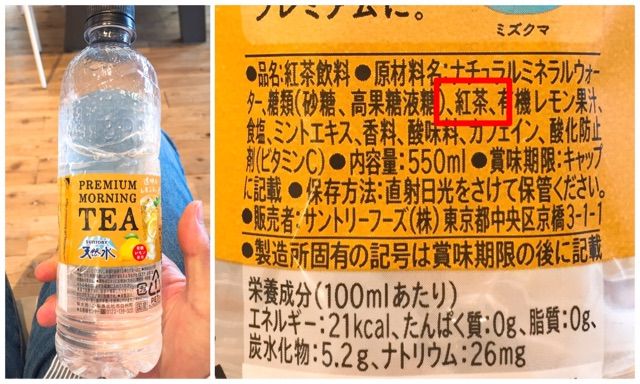 PREMIUM
MORNING
TEA
SUNTORY
天然水
プレミアムに。
ミズクマ
●品名:紅茶飲料●原材料名:ナチュラルミネラルウォー
ター、糖類(砂糖、高果糖液糖)、紅茶、有機レモン果汁、
食塩、ミントエキス、香料、酸味料、カフェイン、酸化防止
剤(ビタミンC)●内容量:550ml●賞味期限:キャップ
に記載●保存方法:直射日光をさけて保管ください。
●販売者:サントリーフーズ(株)東京都中央区京橋3-1-1
●製造所固有の記号は賞味期限の後に記載
栄養成分(100mlあたり)
エネルギー:21kcal、たんぱく質:0g、脂質:0g、
炭水化物:5.2g、ナトリウム:26mg